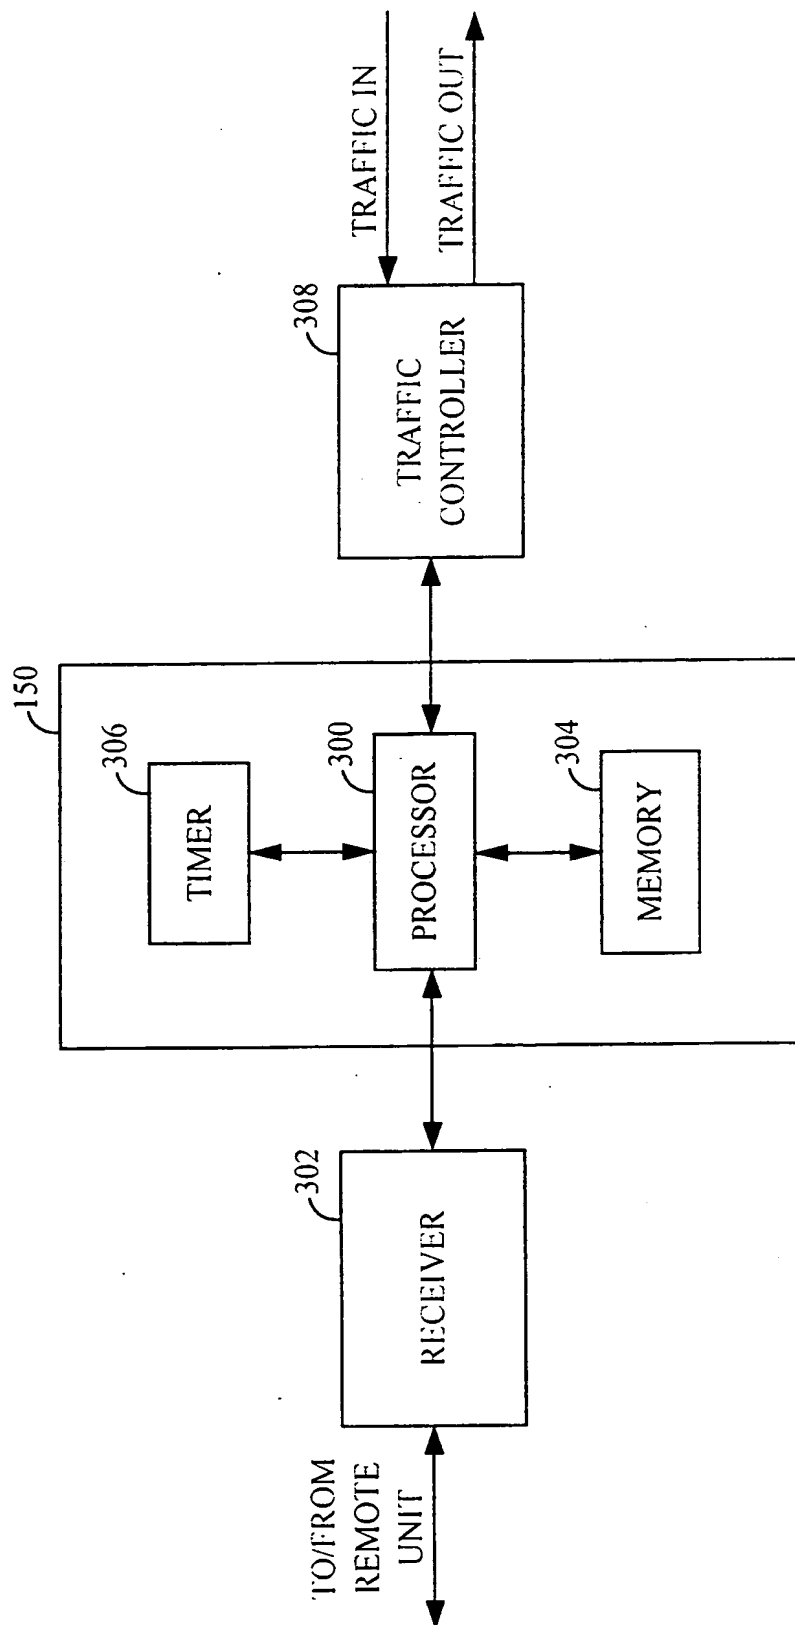 TO/FROM
REMOTE
UNIT
302
RECEIVER
150
306
TIMER
300
PROCESSOR
304
MEMORY
308
TRAFFIC
CONTROLLER
TRAFFIC IN
TRAFFIC OUT